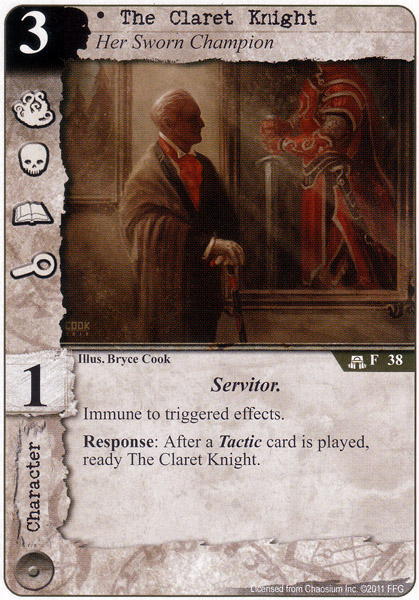 3
• The Claret Knight
Her Sworn Champion
COOK
Illus. Bryce Cook
F 38
1
Servitor.
Immune to triggered effects.
Response: After a Tactic card is played,
ready The Claret Knight.
Character
Licensed from Chaosium Inc. ©2011 FFG